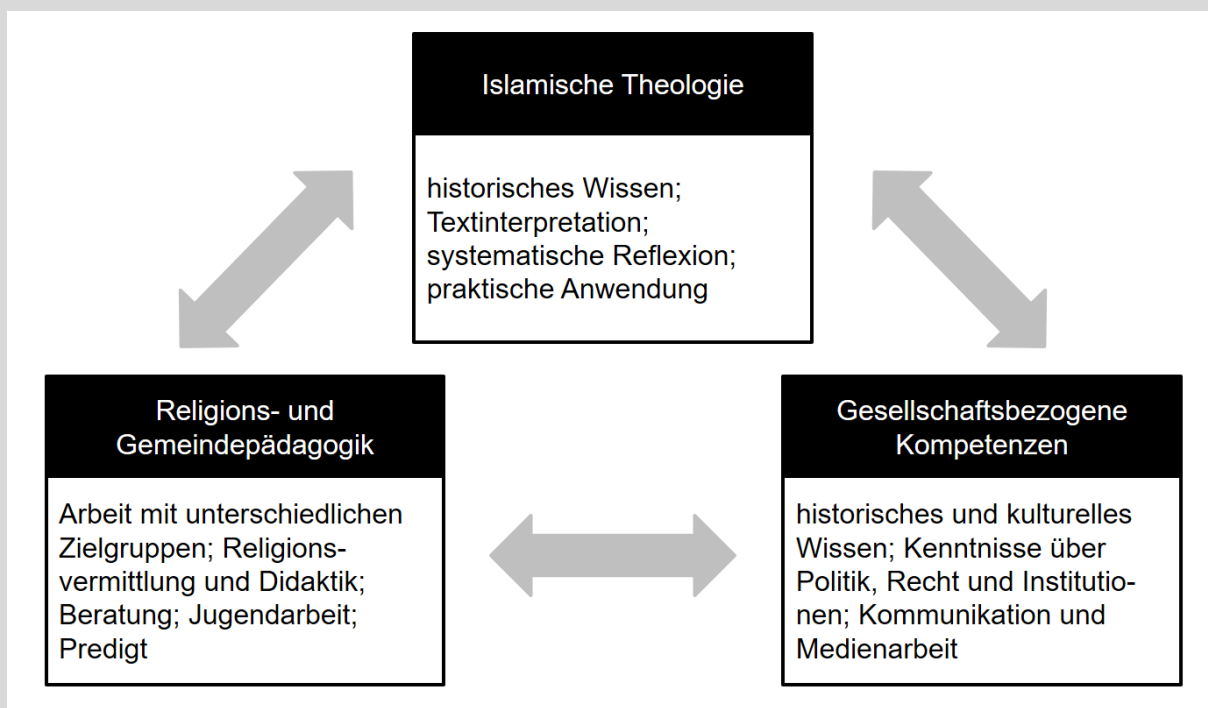 Islamische Theologie
historisches Wissen;
Textinterpretation;
systematische Reflexion;
praktische Anwendung
Religions- und
Gemeindepädagogik
Arbeit mit unterschiedlichen
Zielgruppen; Religions-
vermittlung und Didaktik;
Beratung; Jugendarbeit;
Predigt
Gesellschaftsbezogene
Kompetenzen
historisches und kulturelles
Wissen; Kenntnisse über
Politik, Recht und Institutio-
nen; Kommunikation und
Medienarbeit